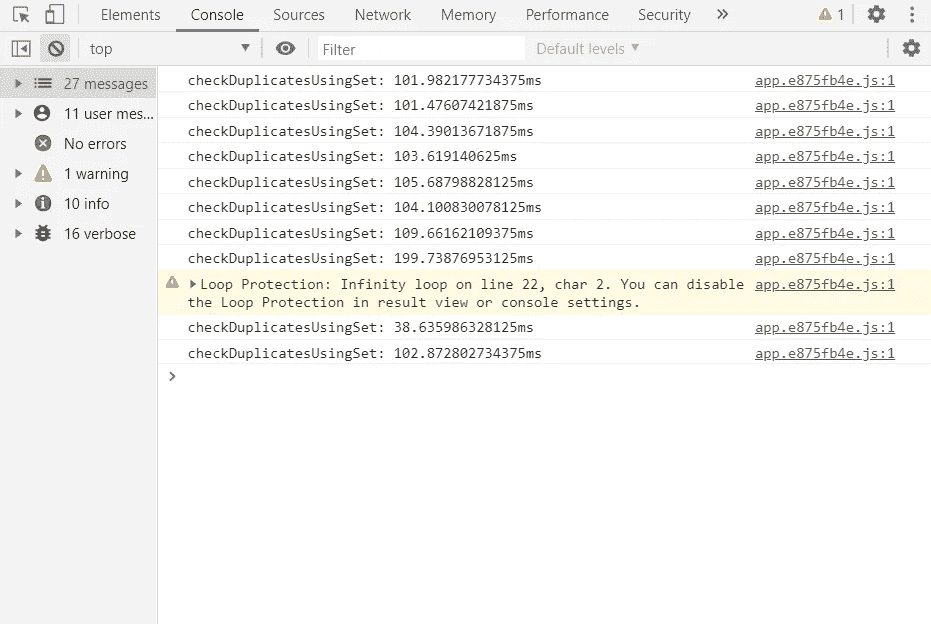 Elements Console Sources Network Memory Performance Security » 1
top Filter Default levels
27 messages
11 user mes...
No errors
1 warning
10 info
16 verbose
checkDuplicatesUsingSet: 101.982177734375ms app.e875fb4e.js:1
checkDuplicatesUsingSet: 101.47607421875ms app.e875fb4e.js:1
checkDuplicatesUsingSet: 104.39013671875ms app.e875fb4e.js:1
checkDuplicatesUsingSet: 103.619140625ms app.e875fb4e.js:1
checkDuplicatesUsingSet: 105.68798828125ms app.e875fb4e.js:1
checkDuplicatesUsingSet: 104.100830078125ms app.e875fb4e.js:1
checkDuplicatesUsingSet: 109.66162109375ms app.e875fb4e.js:1
checkDuplicatesUsingSet: 199.73876953125ms app.e875fb4e.js:1
Loop Protection: Infinity loop on line 22, char 2. You can disable app.e875fb4e.js:1
the Loop Protection in result view or console settings.
checkDuplicatesUsingSet: 38.635986328125ms app.e875fb4e.js:1
checkDuplicatesUsingSet: 102.872802734375ms app.e875fb4e.js:1
>